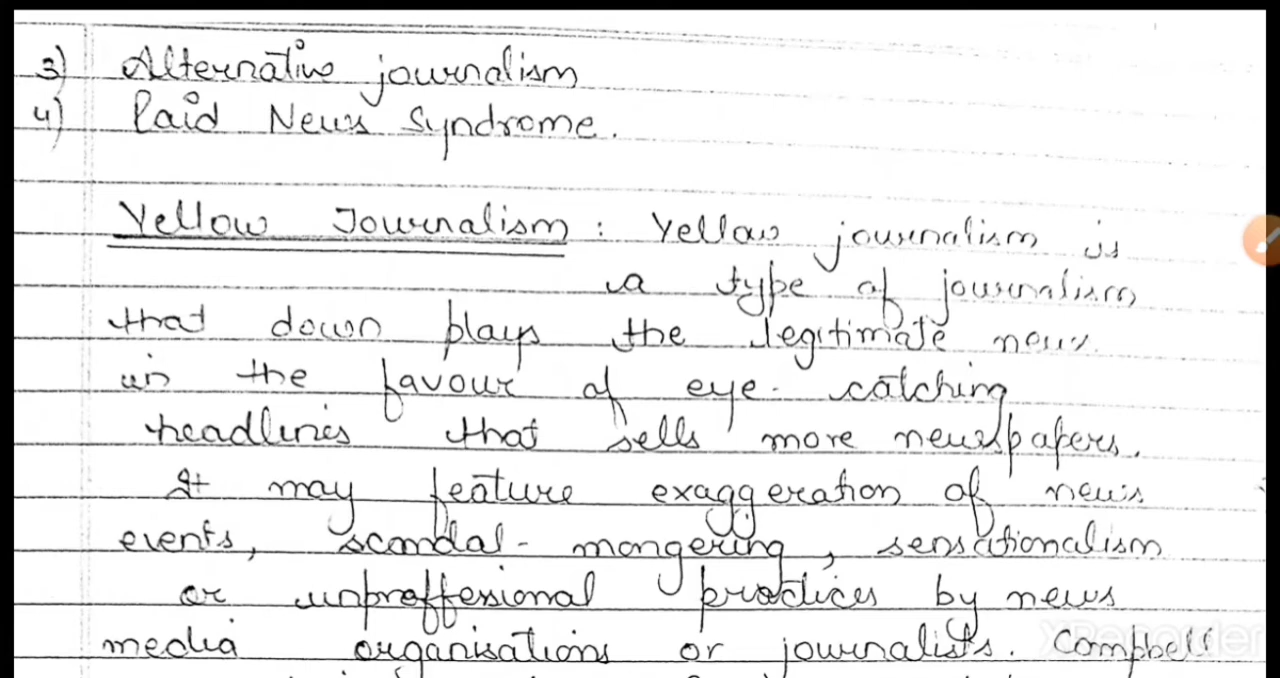 3) Alternative journalism
4) Paid News Syndrome.
Yellow Journalism : Yellow journalism is
a type of journalism
that down plays the legitimate news
in the favour of eye-catching
headlines that sells more newspapers.
It may feature exaggeration of news
events, scandal-mongering, sensationalism
or unproffessional practices by news
media organisations or journalists. Campbell
XRecorder